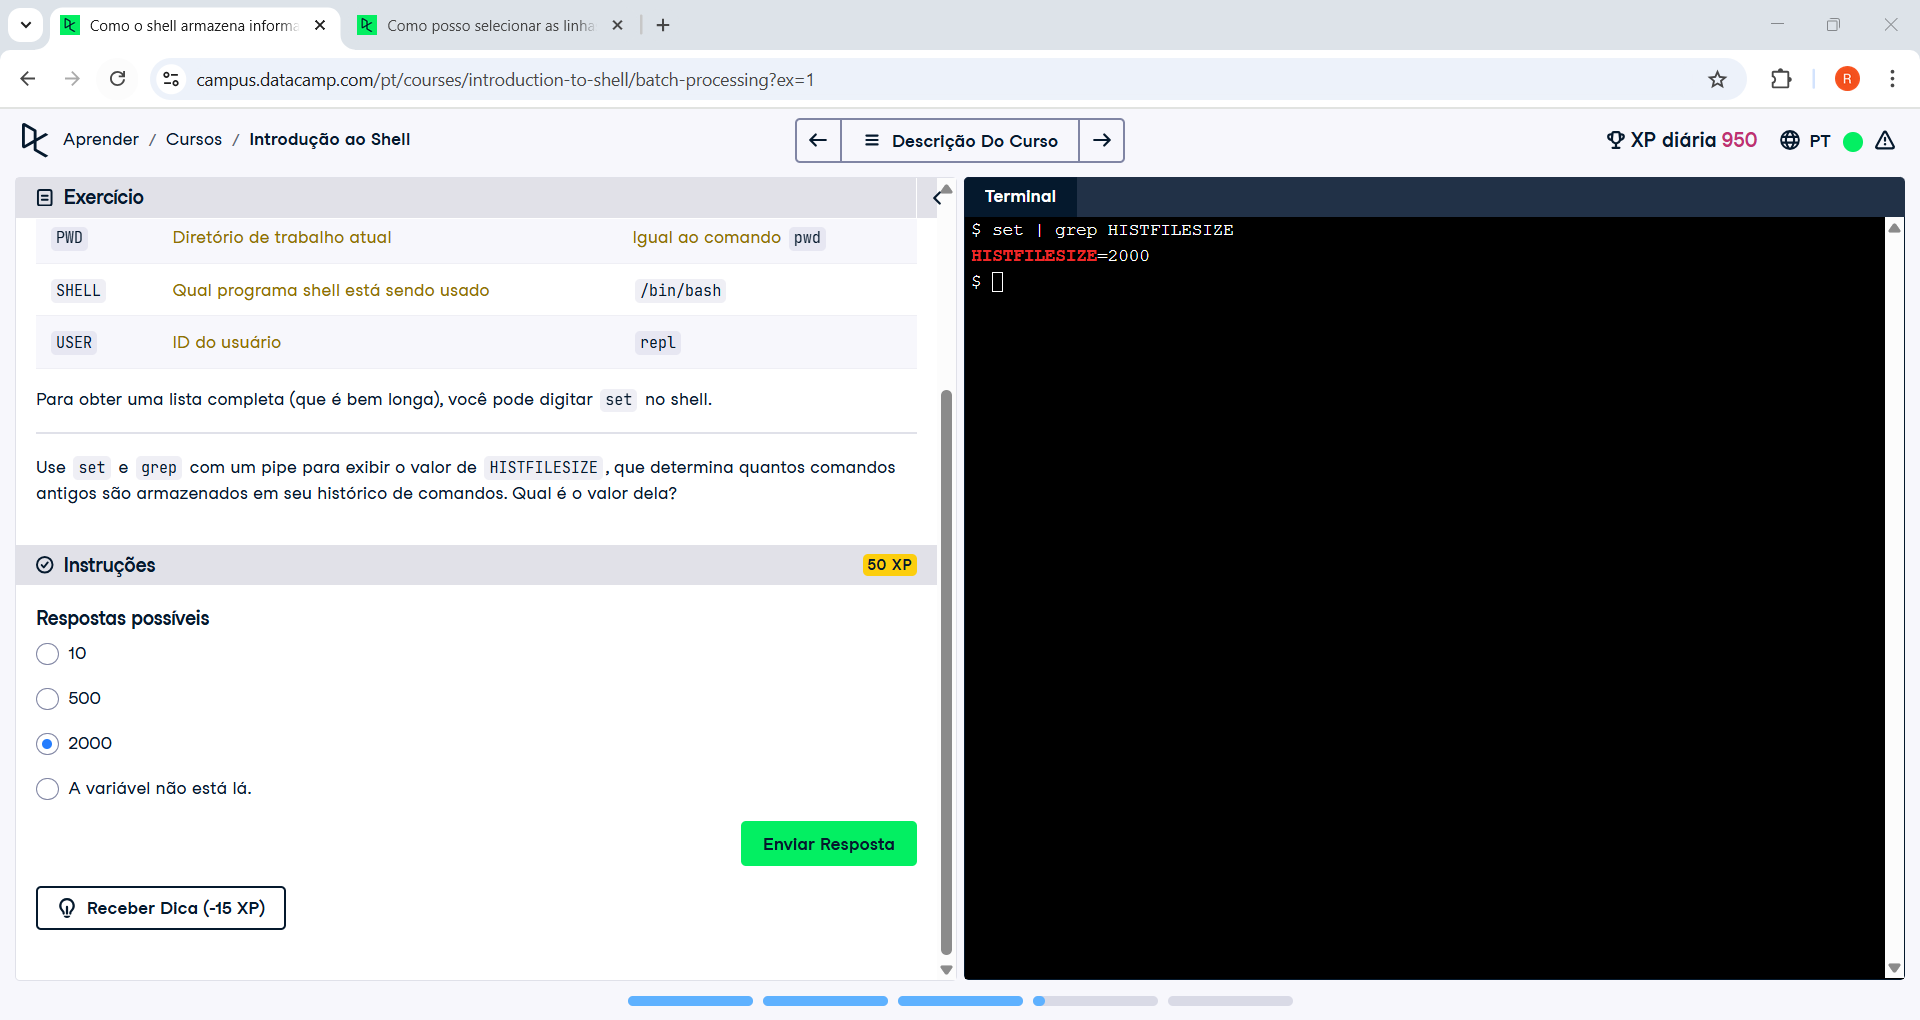 Como o shell armazena informa
Como posso selecionar as linha
campus.datacamp.com/pt/courses/introduction-to-shell/batch-processing?ex=1
R
Aprender / Cursos / Introdução ao Shell
Descrição Do Curso
XP diária 950
PT
Exercício
PWD Diretório de trabalho atual Igual ao comando pwd
SHELL Qual programa shell está sendo usado /bin/bash
USER ID do usuário repl
Para obter uma lista completa (que é bem longa), você pode digitar set no shell.
Use set e grep com um pipe para exibir o valor de HISTFILESIZE, que determina quantos comandos
antigos são armazenados em seu histórico de comandos. Qual é o valor dela?
Instruções
50 XP
Respostas possíveis
10
500
2000
A variável não está lá.
Enviar Resposta
Receber Dica (-15 XP)
Terminal
$ set | grep HISTFILESIZE
HISTFILESIZE=2000
$